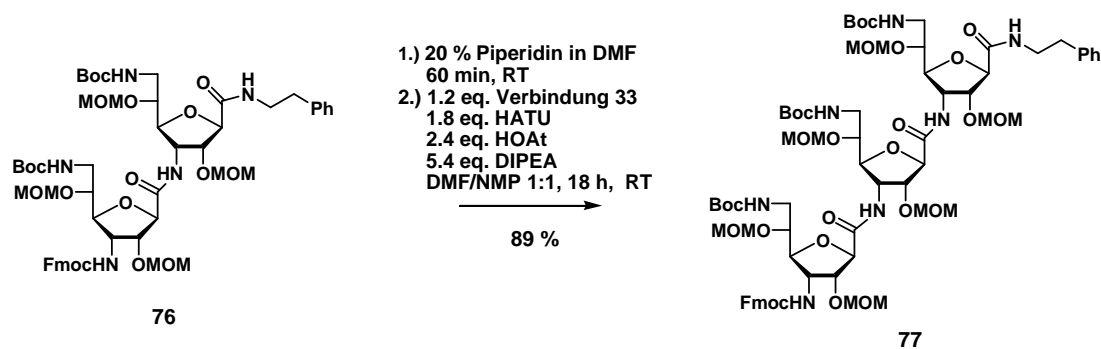 1.) 20 % Piperidin in DMF
60 min, RT
2.) 1.2 eq. Verbindung 33
1.8 eq. HATU
2.4 eq. HOAt
5.4 eq. DIPEA
DMF/NMP 1:1, 18 h, RT
89 %
BocHN
MOMO
O
O
H
N
Ph
HN
OMOM
BocHN
MOMO
O
O
FmocHN
OMOM
76
BocHN
MOMO
O
O
H
N
Ph
HN
OMOM
BocHN
MOMO
O
O
HN
OMOM
BocHN
MOMO
O
O
FmocHN
OMOM
77